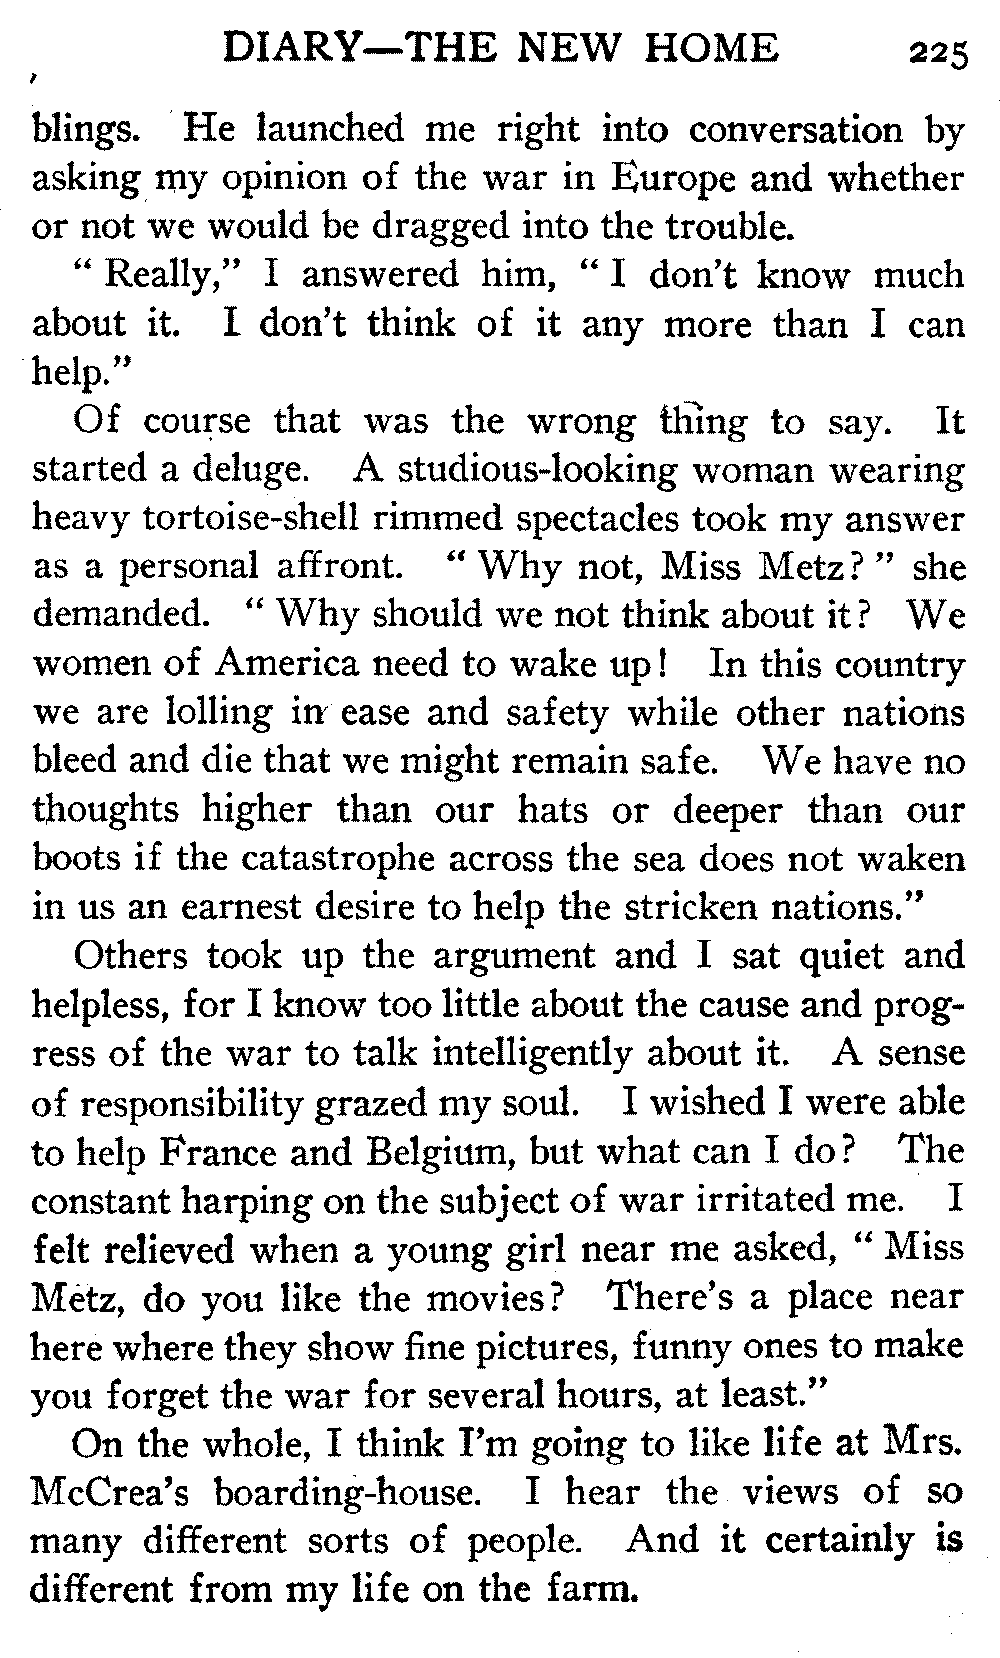 DIARY—THE NEW HOME 225
blings. He launched me right into conversation by
asking my opinion of the war in Europe and whether
or not we would be dragged into the trouble.
“ Really,” I answered him, “ I don’t know much
about it. I don’t think of it any more than I can
help.”
Of course that was the wrong thing to say. It
started a deluge. A studious-looking woman wearing
heavy tortoise-shell rimmed spectacles took my answer
as a personal affront. “ Why not, Miss Metz? ” she
demanded. “ Why should we not think about it? We
women of America need to wake up! In this country
we are lolling in ease and safety while other nations
bleed and die that we might remain safe. We have no
thoughts higher than our hats or deeper than our
boots if the catastrophe across the sea does not waken
in us an earnest desire to help the stricken nations.”
Others took up the argument and I sat quiet and
helpless, for I know too little about the cause and prog-
ress of the war to talk intelligently about it. A sense
of responsibility grazed my soul. I wished I were able
to help France and Belgium, but what can I do? The
constant harping on the subject of war irritated me. I
felt relieved when a young girl near me asked, “ Miss
Metz, do you like the movies? There’s a place near
here where they show fine pictures, funny ones to make
you forget the war for several hours, at least.”
On the whole, I think I’m going to like life at Mrs.
McCrea’s boarding-house. I hear the views of so
many different sorts of people. And it certainly is
different from my life on the farm.